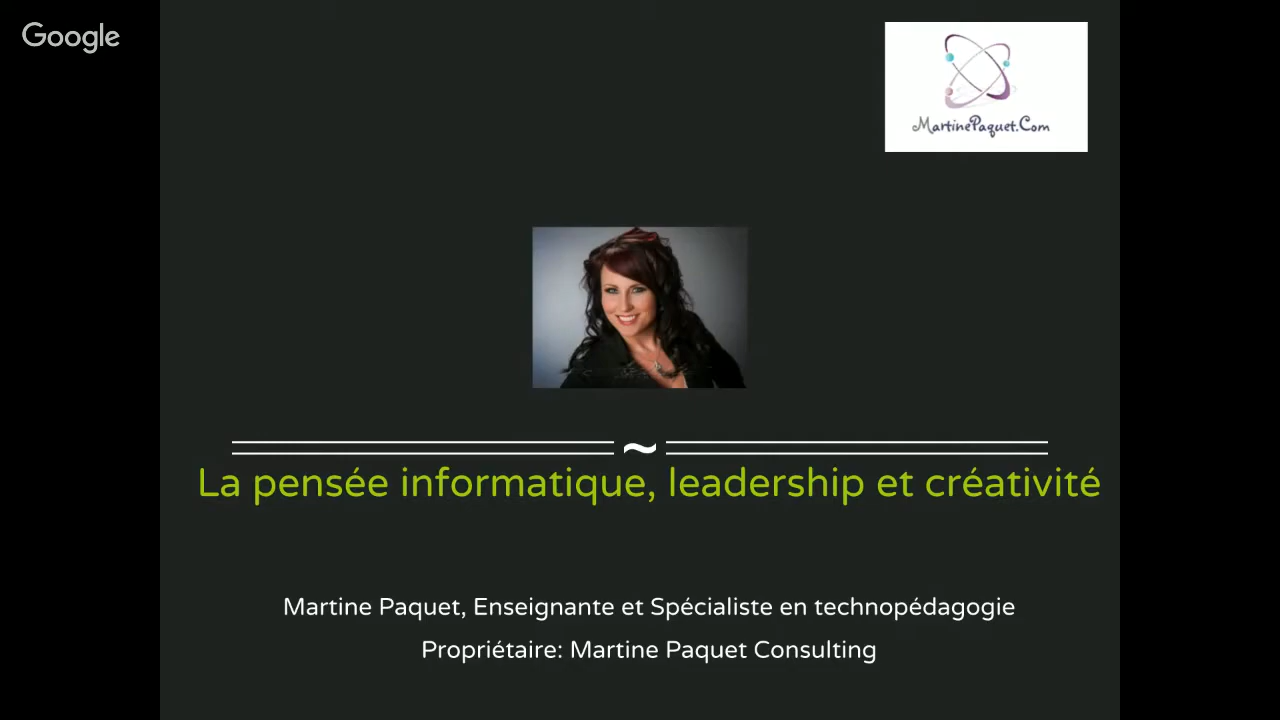 Google
MartinePaquet.Com
~
La pensée informatique, leadership et créativité
Martine Paquet, Enseignante et Spécialiste en technopédagogie
Propriétaire: Martine Paquet Consulting